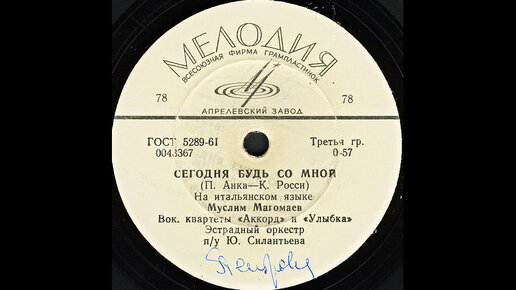 МЕЛОДИЯ
ВСЕСОЮЗНАЯ ФИРМА ГРАМПЛАСТИНОК
78
78
АПРЕЛЕВСКИЙ ЗАВОД
ГОСТ 5289-61
Третья гр.
0043367
0-57
СЕГОДНЯ БУДЬ СО МНОЙ
(П. Анка—К. Росси)
На итальянском языке
Муслим Магомаев
Вок. квартеты «Аккорд» и «Улыбка»
Эстрадный оркестр
п/у Ю. Силантьева